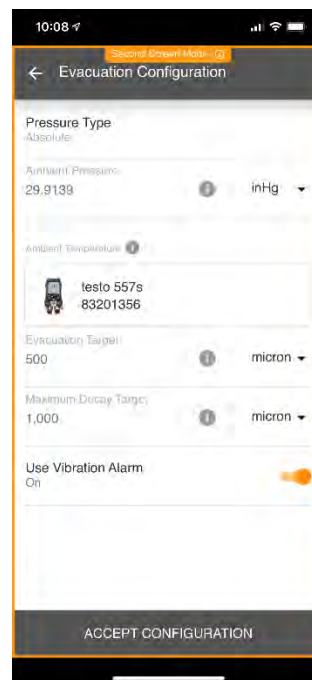 10:08
Second Screen Mode
Evacuation Configuration
Pressure Type
Absolute
Ambient Pressure:
29.9139
inHg
Ambient Temperature
testo 557s
83201356
Evacuation Target:
500
micron
Maximum Decay Target:
1,000
micron
Use Vibration Alarm
On
ACCEPT CONFIGURATION